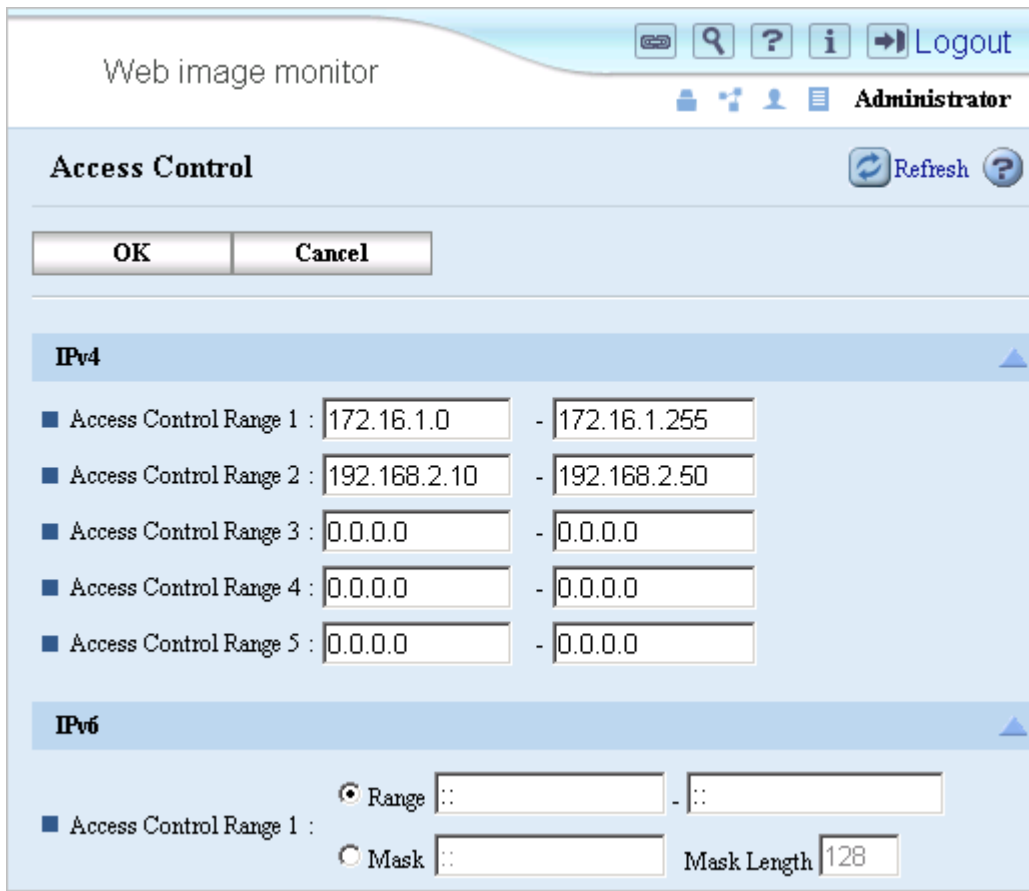 Web image monitor
? i Logout
Administrator
Access Control
Refresh ?
OK Cancel
IPv4
Access Control Range 1 : 172.16.1.0 - 172.16.1.255
Access Control Range 2 : 192.168.2.10 - 192.168.2.50
Access Control Range 3 : 0.0.0.0 - 0.0.0.0
Access Control Range 4 : 0.0.0.0 - 0.0.0.0
Access Control Range 5 : 0.0.0.0 - 0.0.0.0
IPv6
Access Control Range 1 :
Range :: - ::
Mask :: Mask Length 128